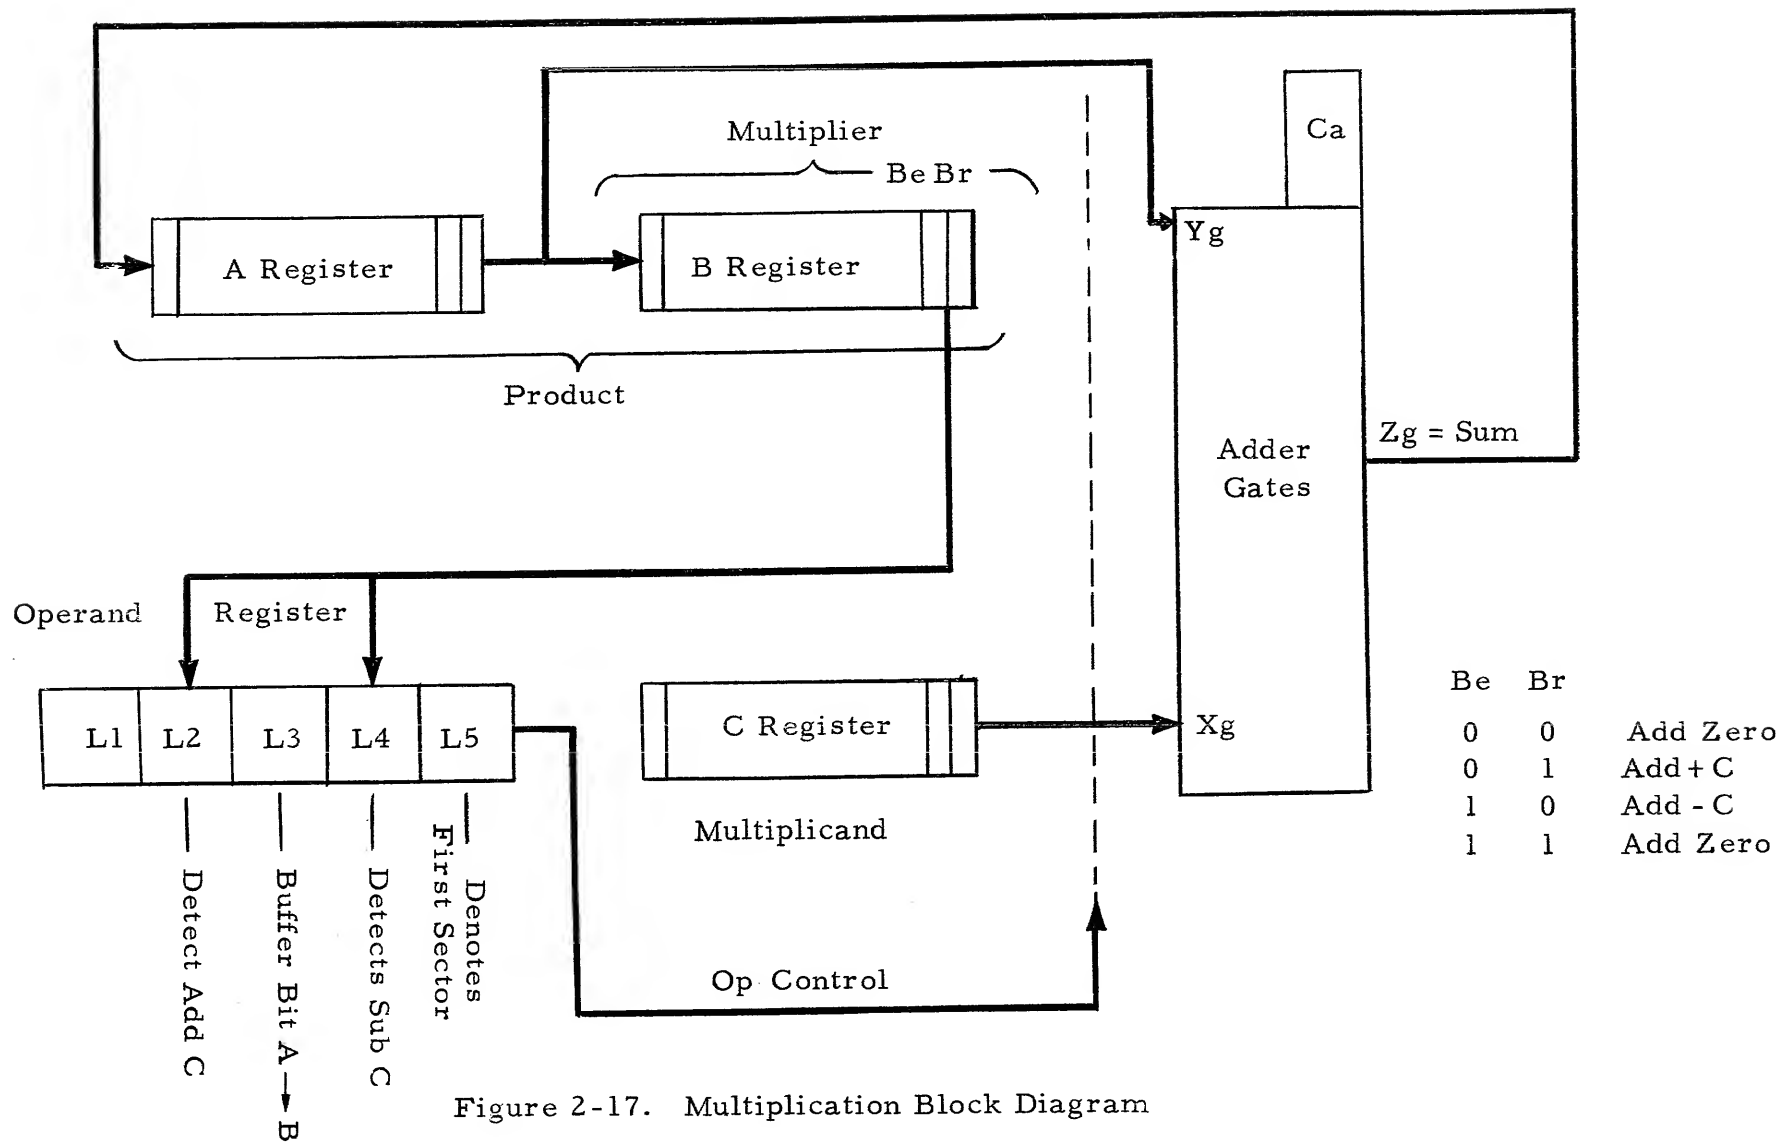 Multiplier
Be Br
Ca
A Register
B Register
Yg
Product
Zg = Sum
Adder
Gates
Operand Register
L1 L2 L3 L4 L5
C Register
Xg
Multiplicand
Be Br
0 0 Add Zero
0 1 Add + C
1 0 Add - C
1 1 Add Zero
Detect Add C
Buffer Bit A → B
Detects Sub C
Denotes
First Sector
Op Control
Figure 2-17. Multiplication Block Diagram